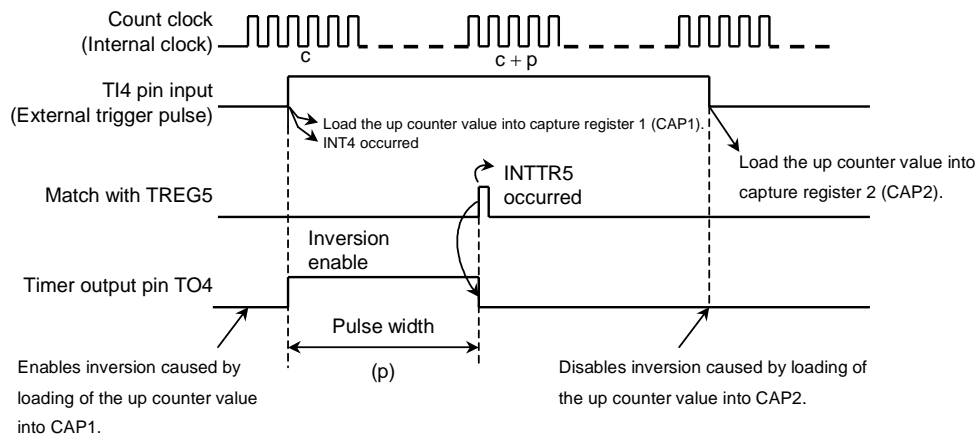 Count clock
(Internal clock)
c
c + p
TI4 pin input
(External trigger pulse)
Load the up counter value into capture register 1 (CAP1).
INT4 occurred
Load the up counter value into
capture register 2 (CAP2).
Match with TREG5
INTTR5
occurred
Inversion
enable
Timer output pin TO4
Pulse width
(p)
Enables inversion caused by
loading of the up counter value
into CAP1.
Disables inversion caused by loading of
the up counter value into CAP2.